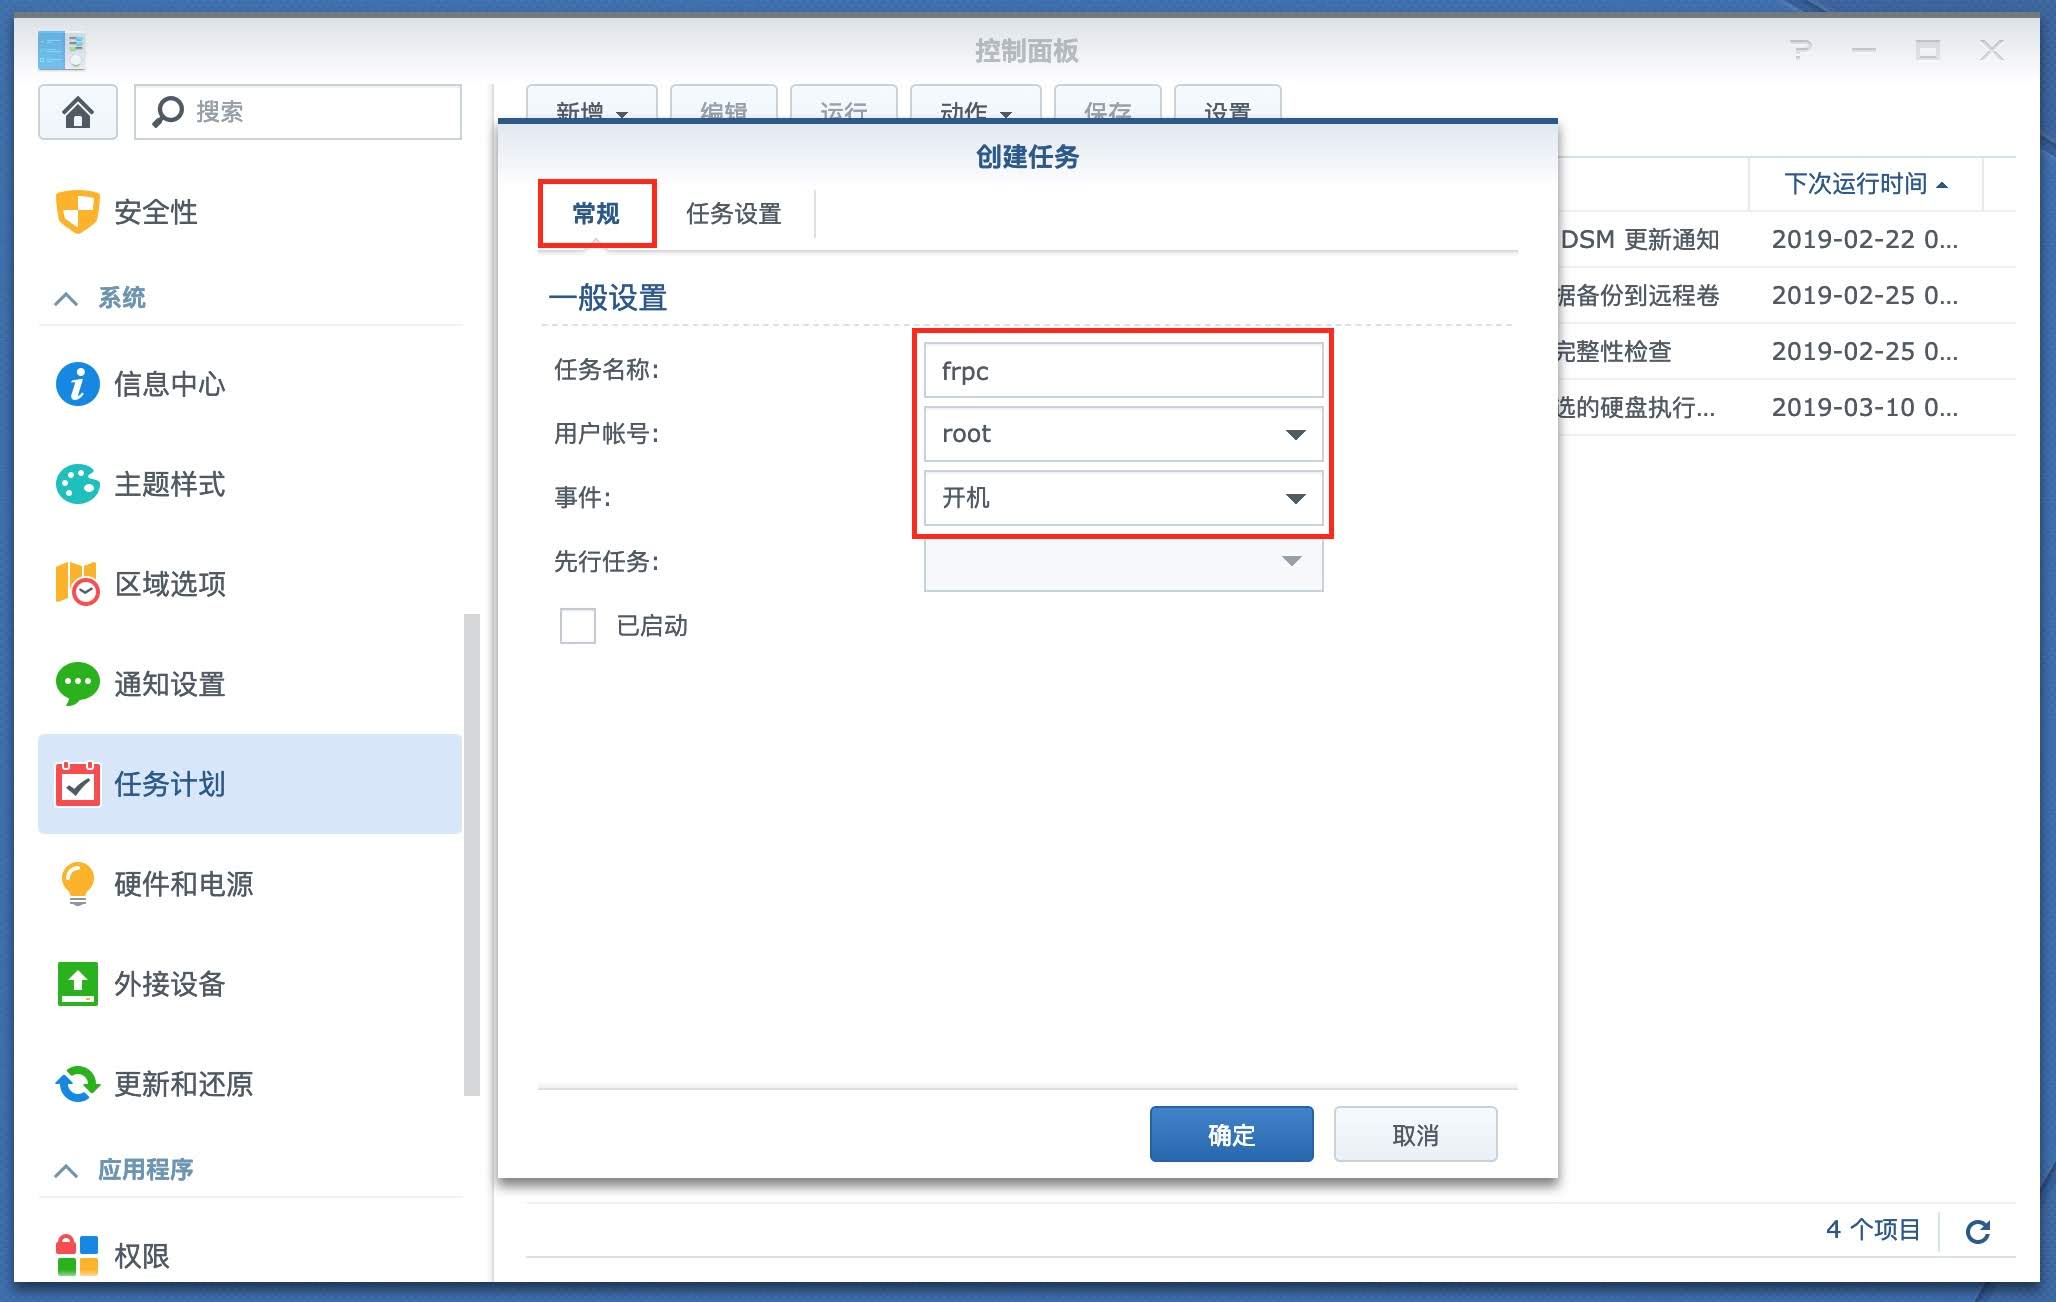 控制面板
搜索
新增
编辑
运行
动作
保存
设置
安全性
系统
信息中心
主题样式
区域选项
通知设置
任务计划
硬件和电源
外接设备
更新和还原
应用程序
权限
创建任务
常规
任务设置
一般设置
任务名称: frpc
用户帐号: root
事件: 开机
先行任务:
已启动
确定
取消
下次运行时间
DSM 更新通知 2019-02-22 0...
据备份到远程卷 2019-02-25 0...
完整性检查 2019-02-25 0...
选的硬盘执行... 2019-03-10 0...
4 个项目